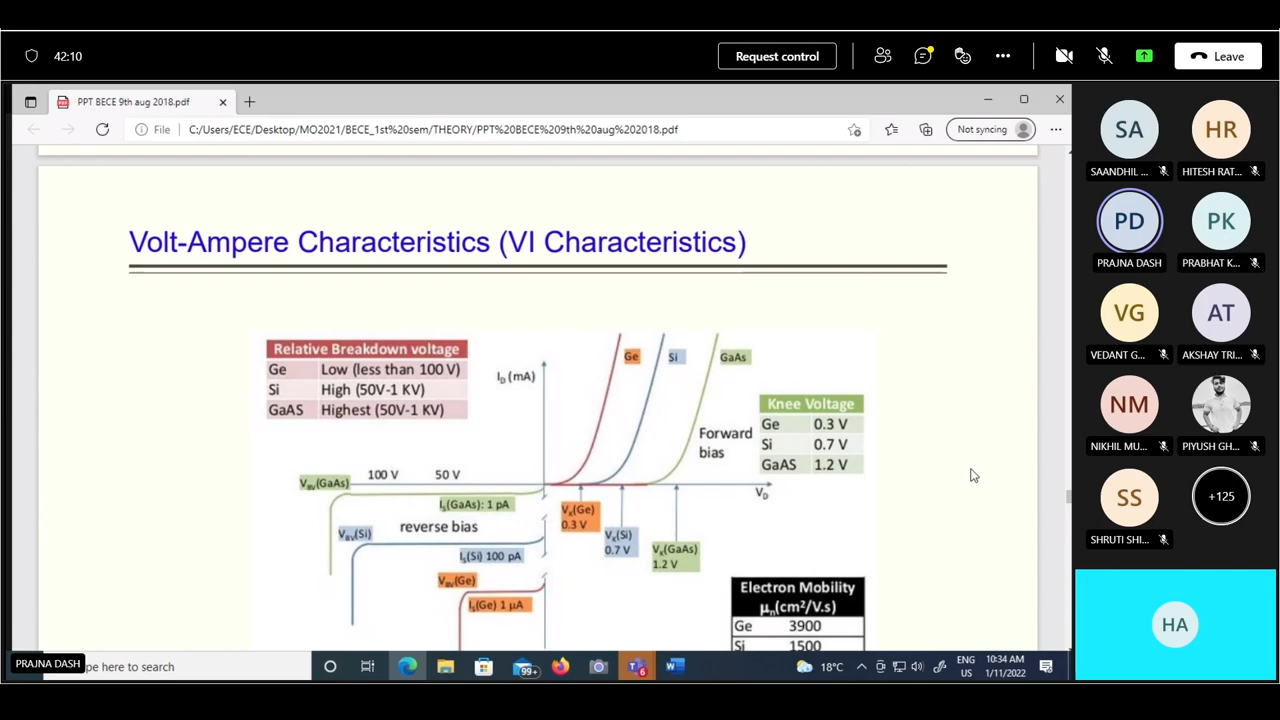 42:10
Request control
Leave
PPT BECE 9th aug 2018.pdf
File
C:/Users/ECE/Desktop/MO2021/BECE_1st%20sem/THEORY/PPT%20BECE%209th%20aug%202018.pdf
Not syncing
Volt-Ampere Characteristics (VI Characteristics)
Relative Breakdown voltage
Ge Low (less than 100 V)
Si High (50V-1 KV)
GaAS Highest (50V-1 KV)
I_D (mA)
Ge
Si
GaAs
Knee Voltage
Ge 0.3 V
Si 0.7 V
GaAS 1.2 V
Forward
bias
100 V 50 V
V_BV(GaAs)
V_D
I_s(GaAs): 1 pA
reverse bias
V_BV(Si)
I_s(Si) 100 pA
V_BV(Ge)
I_s(Ge) 1 µA
V_K(Ge)
0.3 V
V_K(Si)
0.7 V
V_K(GaAs)
1.2 V
Electron Mobility
µ_n(cm²/V.s)
Ge 3900
Si 1500
SA
SAANDHIL ...
HR
HITESH RAT...
PD
PRAJNA DASH
PK
PRABHAT K...
VG
VEDANT G...
AT
AKSHAY TRI...
NM
NIKHIL MU...
PIYUSH GH...
SS
SHRUTI SHI...
+125
HA
PRAJNA DASH
pe here to search
99+
6
18°C
ENG
US
10:34 AM
1/11/2022